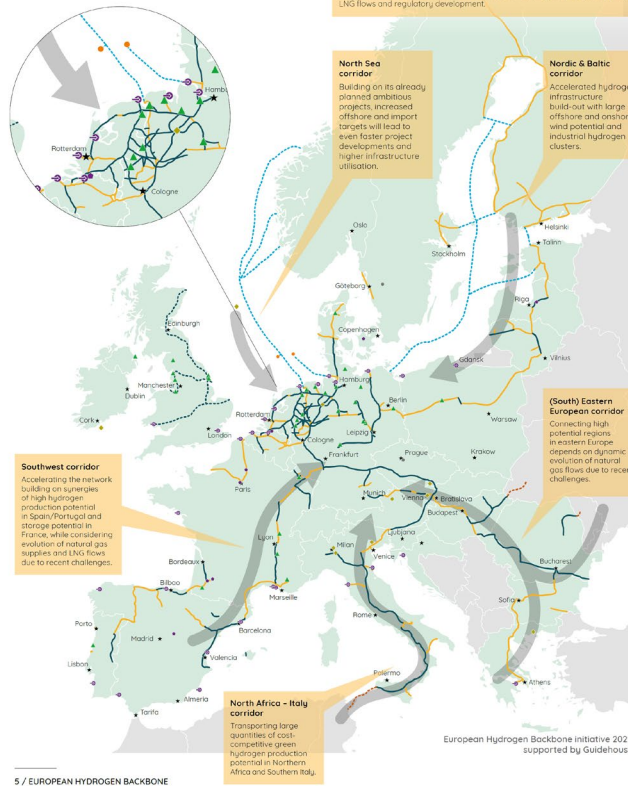 LNG flows and regulatory development.
North Sea
corridor
Building on its already
planned ambitious
projects, increased
offshore and import
targets will lead to
even faster project
developments and
higher infrastructure
utilisation.
Nordic & Baltic
corridor
Accelerated
infrastructure
build-out with large
offshore and
wind potential and
industrial hydrogen
clusters.
Rotterdam
Cologne
Oslo
Helsinki
Tallinn
Stockholm
Göteborg
Riga
Copenhagen
Edinburgh
Gdańsk
Vilnius
Hamburg
Manchester
Dublin
Berlin
Cork
Rotterdam
Warsaw
London
Leipzig
Cologne
Frankfurt
Prague
Krakow
Paris
(South) Eastern
European corridor
Connecting high
potential regions
in eastern Europe
depends on dynamic
evolution of natural
gas flows due to
challenges.
Southwest corridor
Accelerating the network
building on synergies
of high hydrogen
production potential
in Spain/Portugal and
storage potential in
France, while considering
evolution of natural gas
supplies and LNG flows
due to recent challenges.
Munich
Vienna
Bratislava
Budapest
Lyon
Ljubjana
Milan
Venice
Bordeaux
Bucharest
Bilboo
Marseille
Sofia
Porto
Rome
Madrid
Barcelona
Valencia
Lisbon
Palermo
Athens
Almeria
Tarifa
North Africa – Italy
corridor
Transporting large
quantities of cost-
competitive green
hydrogen production
potential in Northern
Africa and Southern Italy.
European Hydrogen Backbone initiative
supported by
5 / EUROPEAN HYDROGEN BACKBONE